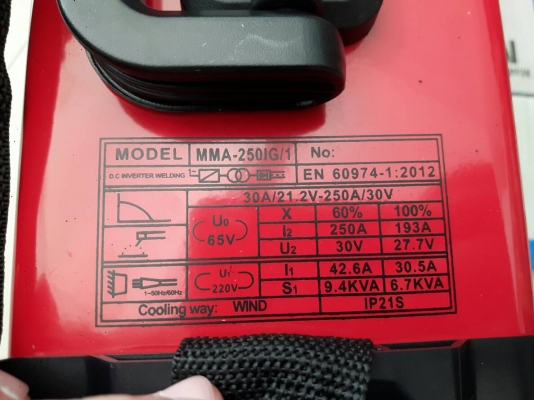 MODEL MMA-250IG/1 No:
D.C INVERTER WELDING EN 60974-1:2012
30A/21.2V-250A/30V
U0 65V
X 60% 100%
I2 250A 193A
U2 30V 27.7V
1~50Hz/60Hz
U1 220V
I1 42.6A 30.5A
S1 9.4KVA 6.7KVA
Cooling way: WIND IP21S